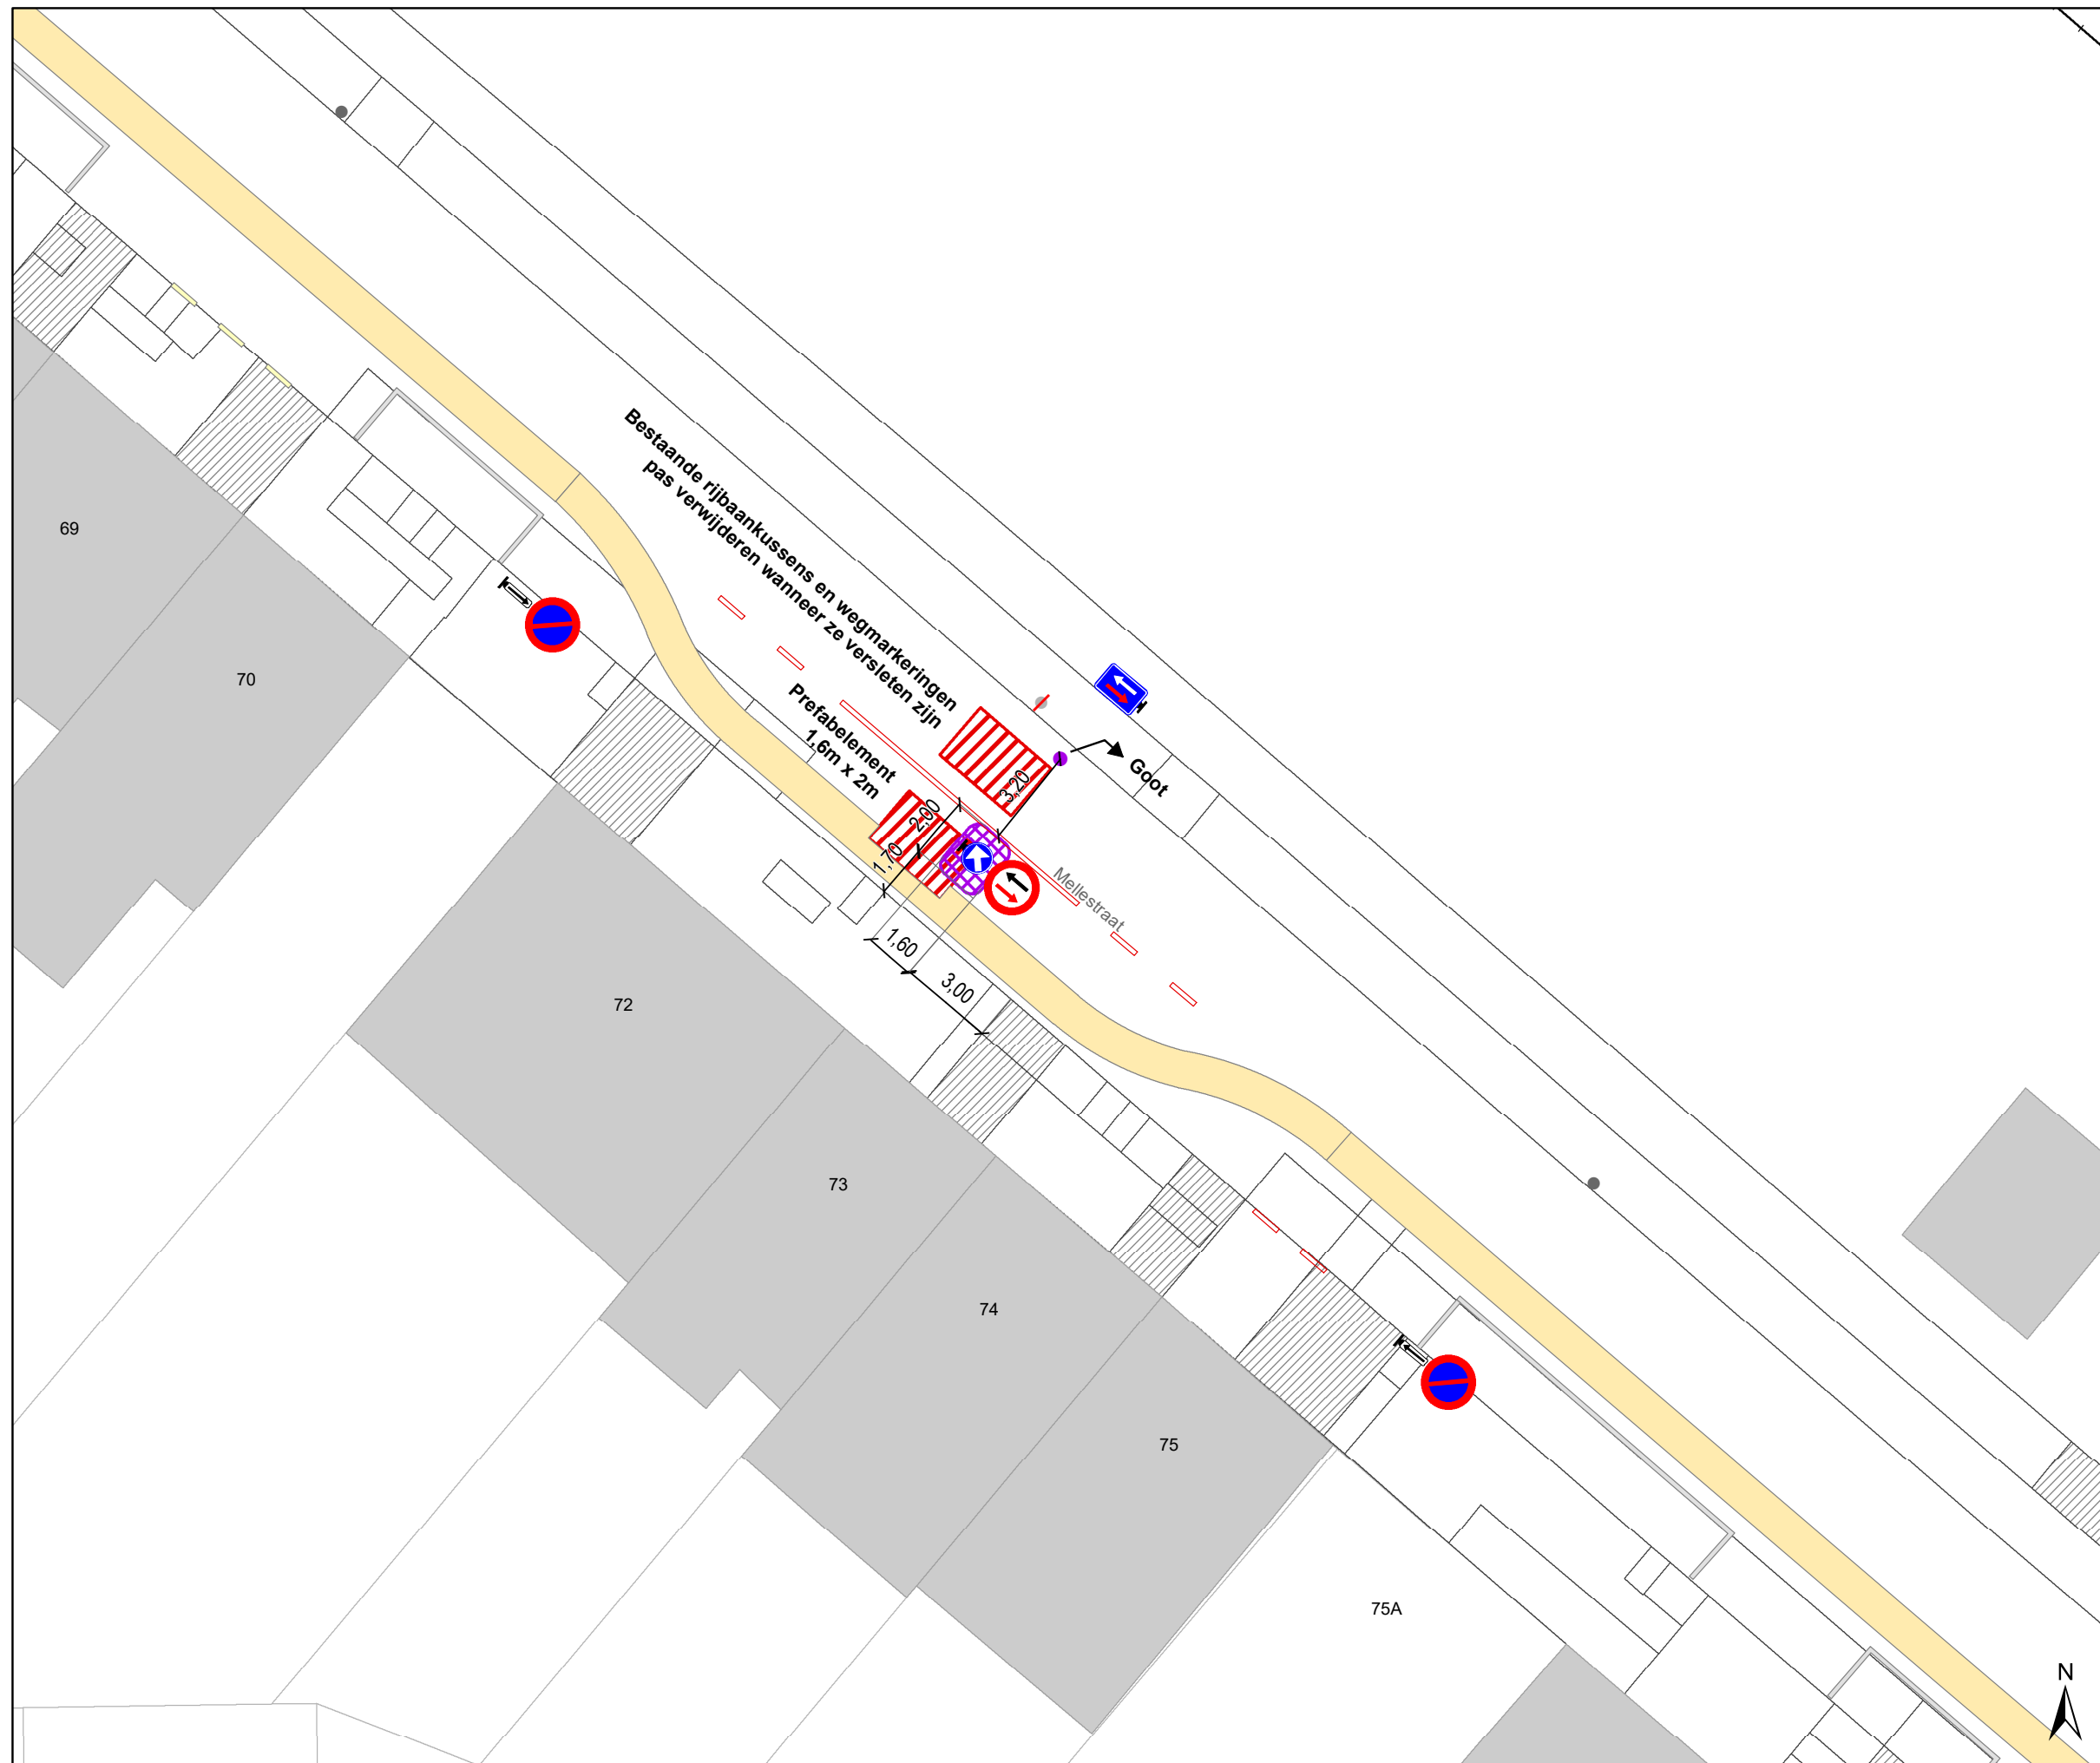 69
70
Bestaande rijbaankussens en wegmarkeringen
pas verwijderen wanneer ze versleten zijn
Prefabelement
1,6m x 2m
Goot
3,20
2,00
1,70
Mellestraat
1,60
3,00
72
73
74
75
75A
N